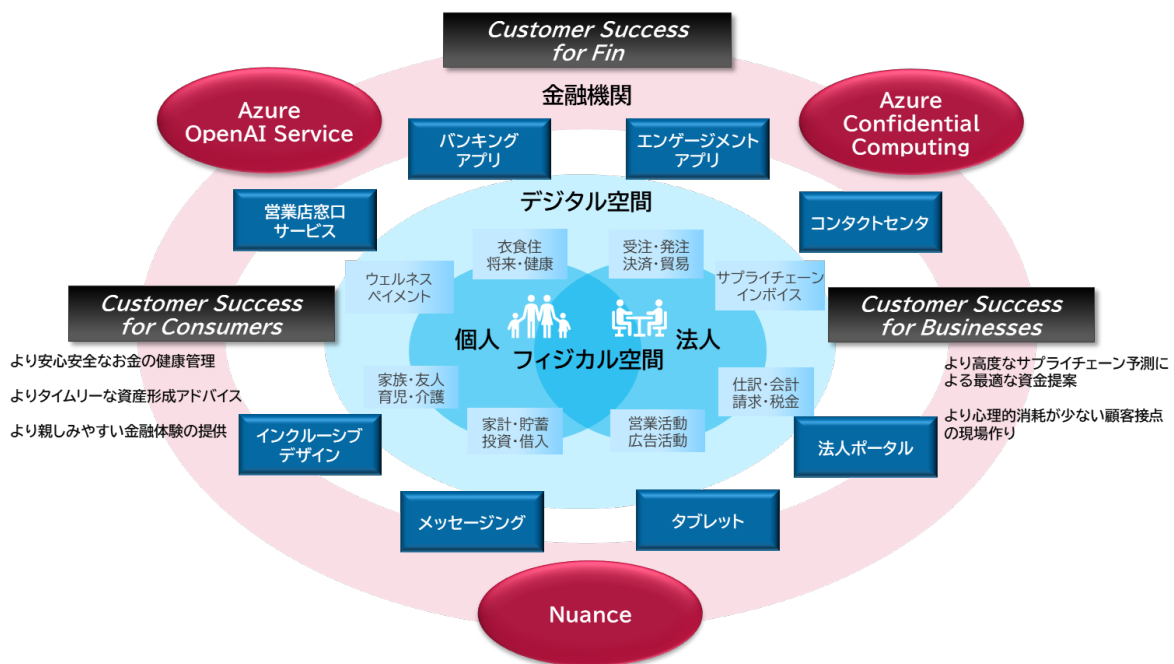 Customer Success
for Fin
金融機関
Azure
OpenAI Service
Azure
Confidential
Computing
バンキング
アプリ
エンゲージメント
アプリ
デジタル空間
営業店窓口
サービス
コンタクトセンタ
衣食住
将来・健康
受注・発注
決済・貿易
ウェルネス
ペイメント
サプライチェーン
インボイス
Customer Success
for Consumers
Customer Success
for Businesses
個人
法人
フィジカル空間
より安心安全なお金の健康管理
よりタイムリーな資産形成アドバイス
より親しみやすい金融体験の提供
より高度なサプライチェーン予測に
よる最適な資金提案
より心理的消耗が少ない顧客接点
の現場作り
家族・友人
育児・介護
仕訳・会計
請求・税金
家計・貯蓄
投資・借入
営業活動
広告活動
インクルーシブ
デザイン
法人ポータル
メッセージング
タブレット
Nuance